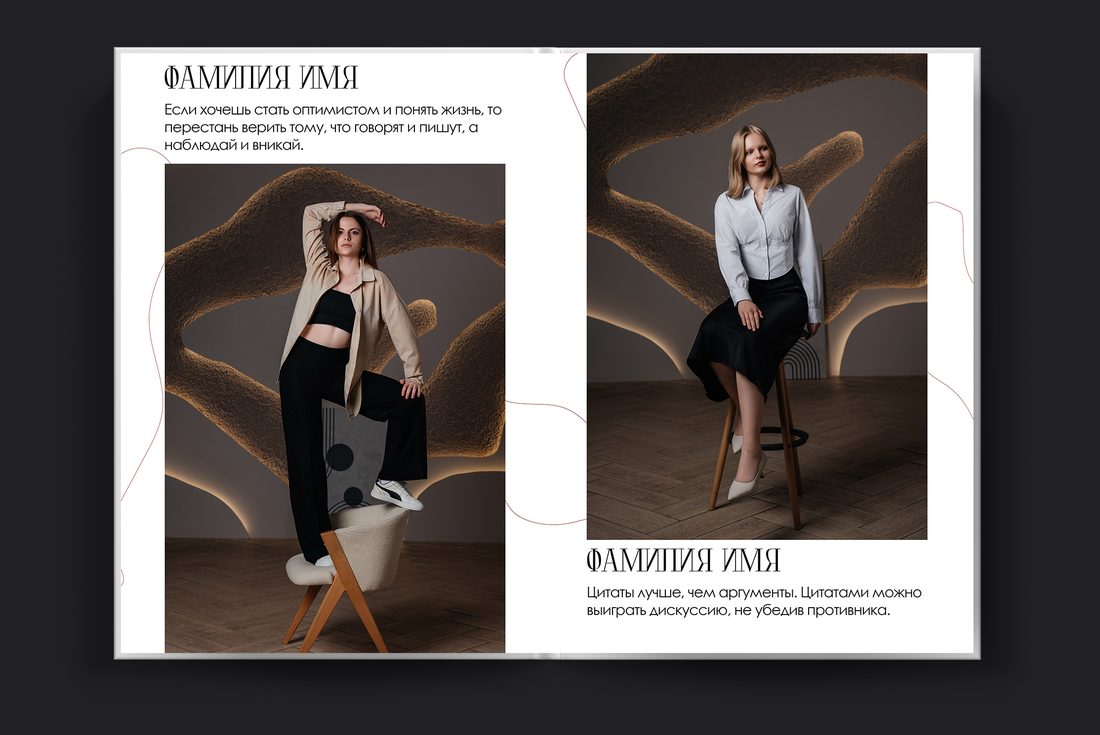 ФАМИЛИЯ ИМЯ
Если хочешь стать оптимистом и понять жизнь, то
перестань верить тому, что говорят и пишут, а
наблюдай и вникай.
ФАМИЛИЯ ИМЯ
Цитаты лучше, чем аргументы. Цитатами можно
выиграть дискуссию, не убедив противника.